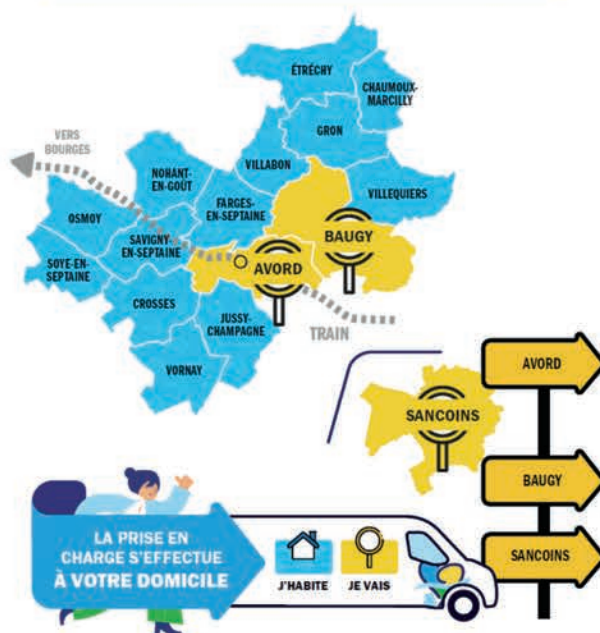 ÉTRÉCHY
CHAUMOUX-
MARCILLY
GRON
VERS
BOURGES
VILLABON
NOHANT-
EN-GOÛT
VILLEQUIERS
FARGES-
EN-SEPTAINE
OSMOY
BAUGY
SAVIGNY-
EN-SEPTAINE
SOYE-EN-
SEPTAINE
AVORD
CROSSES
JUSSY-
CHAMPAGNE
TRAIN
VORNAY
AVORD
SANCOINS
BAUGY
LA PRISE EN
CHARGE S'EFFECTUE
À VOTRE DOMICILE
J'HABITE
JE VAIS
SANCOINS